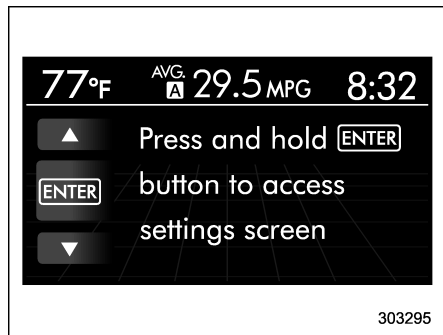 77°F AVG. A 29.5 MPG 8:32
Press and hold ENTER
ENTER button to access
settings screen
303295